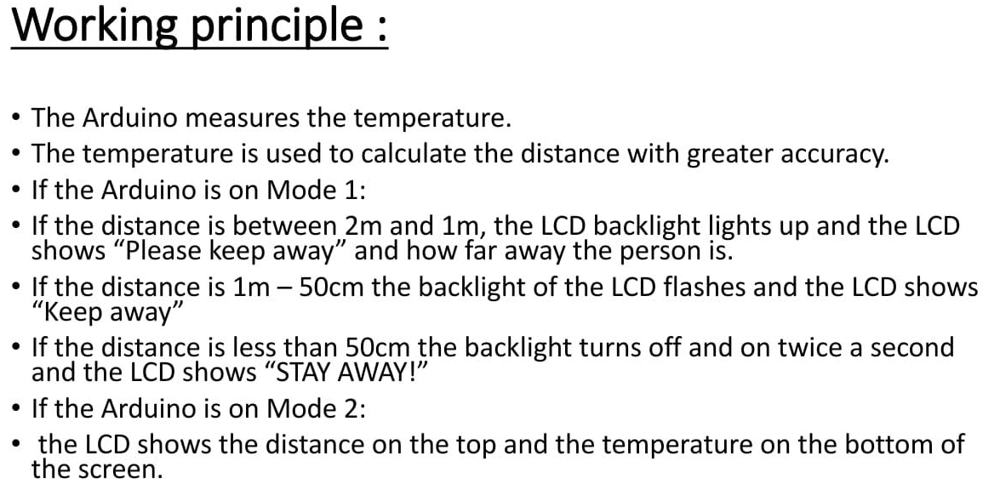 Working principle :
• The Arduino measures the temperature.
• The temperature is used to calculate the distance with greater accuracy.
• If the Arduino is on Mode 1:
• If the distance is between 2m and 1m, the LCD backlight lights up and the LCD
shows “Please keep away” and how far away the person is.
• If the distance is 1m – 50cm the backlight of the LCD flashes and the LCD shows
“Keep away”
• If the distance is less than 50cm the backlight turns off and on twice a second
and the LCD shows “STAY AWAY!”
• If the Arduino is on Mode 2:
• the LCD shows the distance on the top and the temperature on the bottom of
the screen.